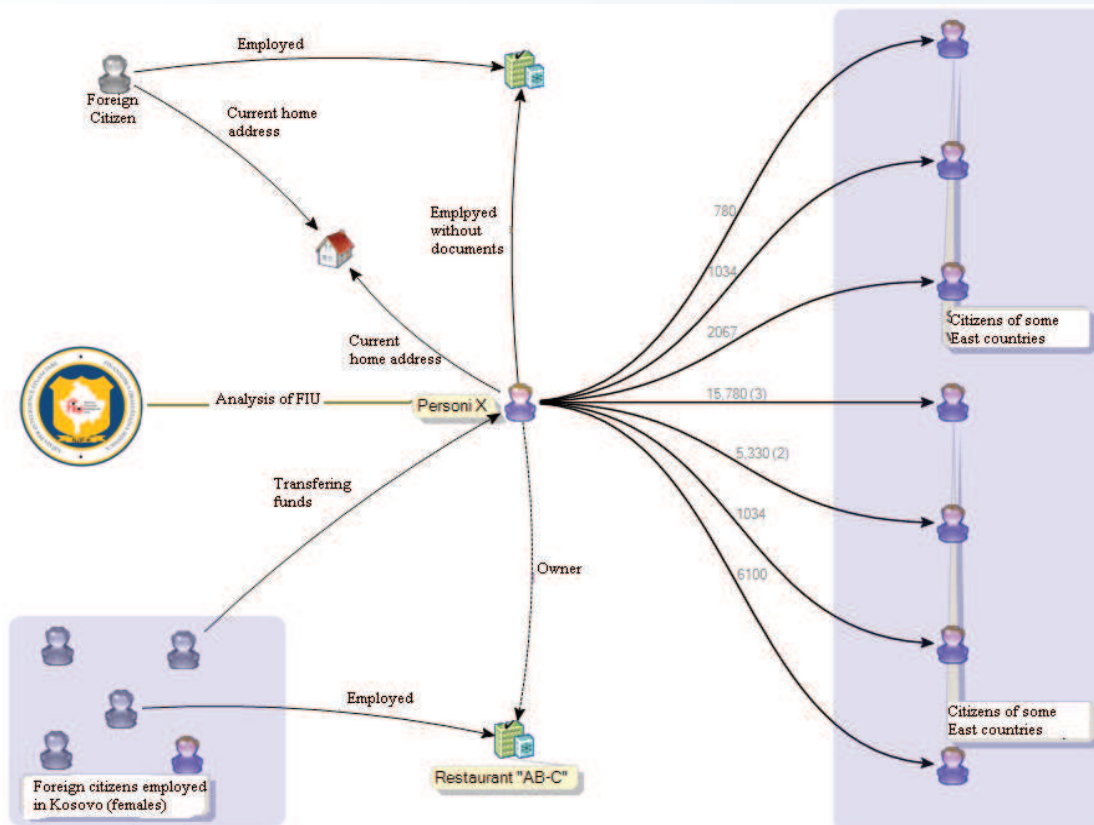 Employed
Foreign
Citizen
Current home
address
Emplpyed
without
documents
780
1034
2067
Citizens of some
East countries
Current
home address
Analysis of FIU
Personi X
15,780 (3)
5,330 (2)
1034
6100
Transfering
funds
Owner
Employed
Citizens of some
East countries
Restaurant "AB-C"
Foreign citizens employed
in Kosovo (females)